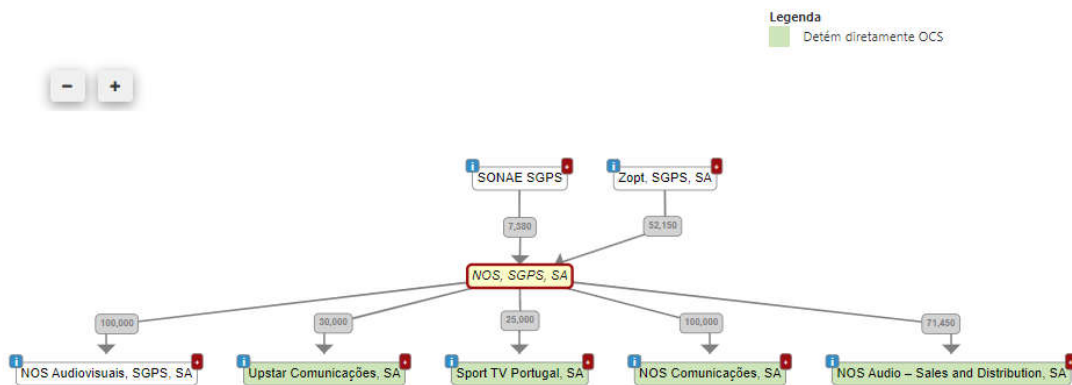 Legenda
Detém diretamente OCS
− +
SONAE SGPS
Zopt, SGPS, SA
7,380
52,150
NOS, SGPS, SA
100,000
30,000
25,000
100,000
71,450
NOS Audiovisuais, SGPS, SA
Upstar Comunicações, SA
Sport TV Portugal, SA
NOS Comunicações, SA
NOS Audio – Sales and Distribution, SA